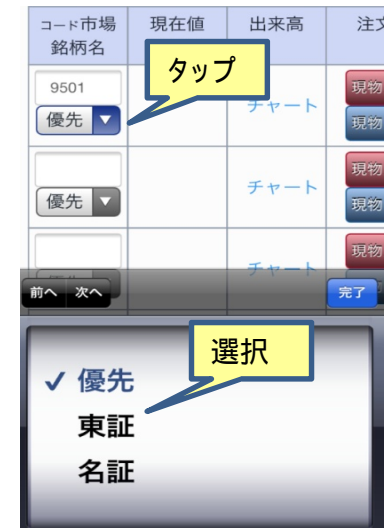 コード市場 現在値 出来高 注文
銘柄名
タップ
9501
優先 チャート 現物
現物
優先 チャート 現物
現物
チャート 現物
前へ 次へ 完了
選択
✓ 優先
東証
名証